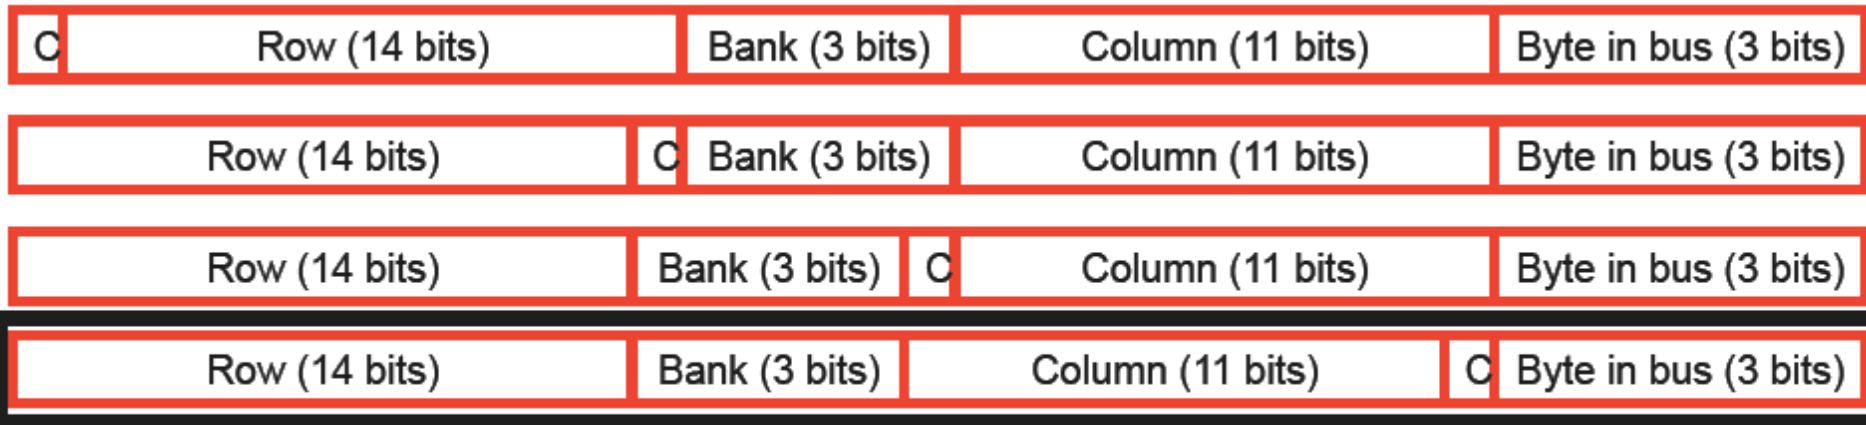 C Row (14 bits) Bank (3 bits) Column (11 bits) Byte in bus (3 bits)
Row (14 bits) C Bank (3 bits) Column (11 bits) Byte in bus (3 bits)
Row (14 bits) Bank (3 bits) C Column (11 bits) Byte in bus (3 bits)
Row (14 bits) Bank (3 bits) Column (11 bits) C Byte in bus (3 bits)